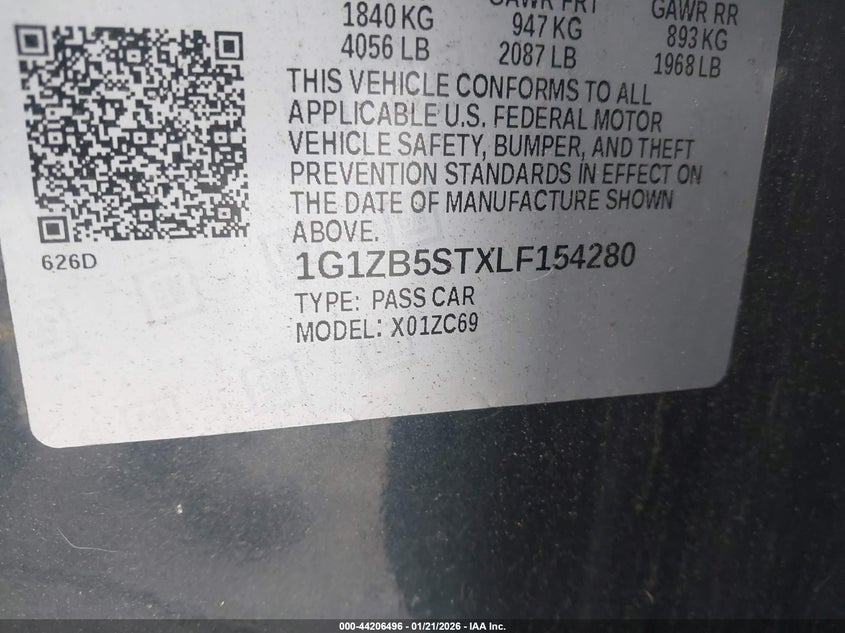 GAWR FRT GAWR RR
1840 KG 947 KG 893 KG
4056 LB 2087 LB 1968 LB
THIS VEHICLE CONFORMS TO ALL
APPLICABLE U.S. FEDERAL MOTOR
VEHICLE SAFETY, BUMPER, AND THEFT
PREVENTION STANDARDS IN EFFECT ON
THE DATE OF MANUFACTURE SHOWN
ABOVE.
626D
1G1ZB5STXLF154280
TYPE: PASS CAR
MODEL: X01ZC69
000-44206496 - 01/21/2026 - IAA Inc.